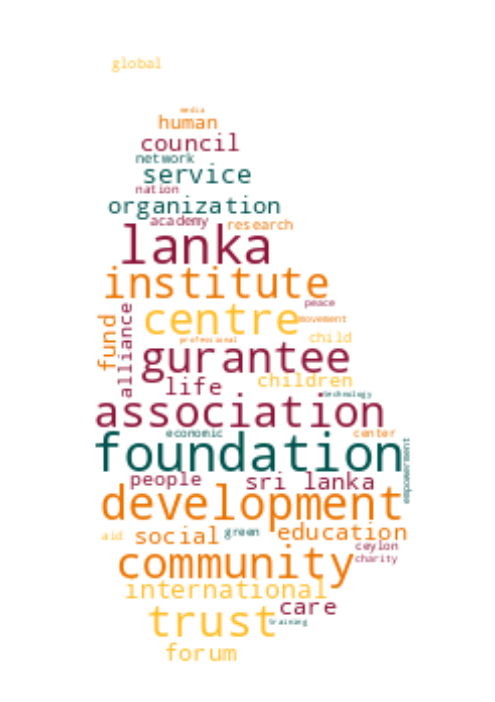 global
media
human
council
network
service
nation
organization
academy research
lanka
institute
peace
centre movement
fund
alliance
professional child
gurantee
life children
technology
association
economic center
foundation
empowerment
people sri lanka
development
aid social green education
ceylon
community charity
international
care
trust training
forum